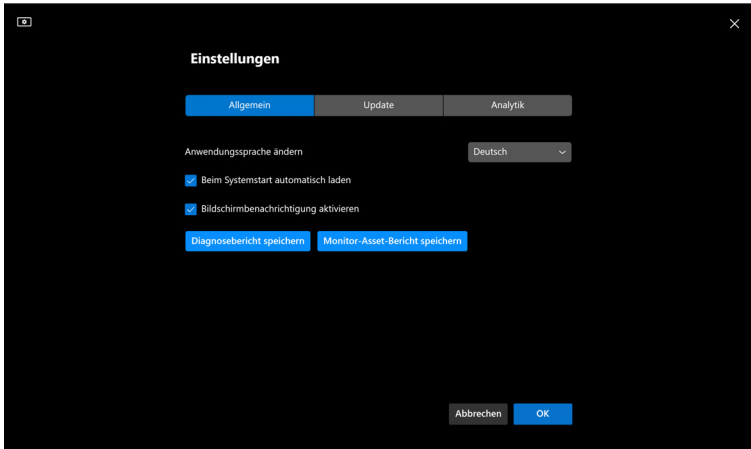 Einstellungen
Allgemein Update Analytik
Anwendungssprache ändern Deutsch
Beim Systemstart automatisch laden
Bildschirmbenachrichtigung aktivieren
Diagnosebericht speichern Monitor-Asset-Bericht speichern
Abbrechen OK